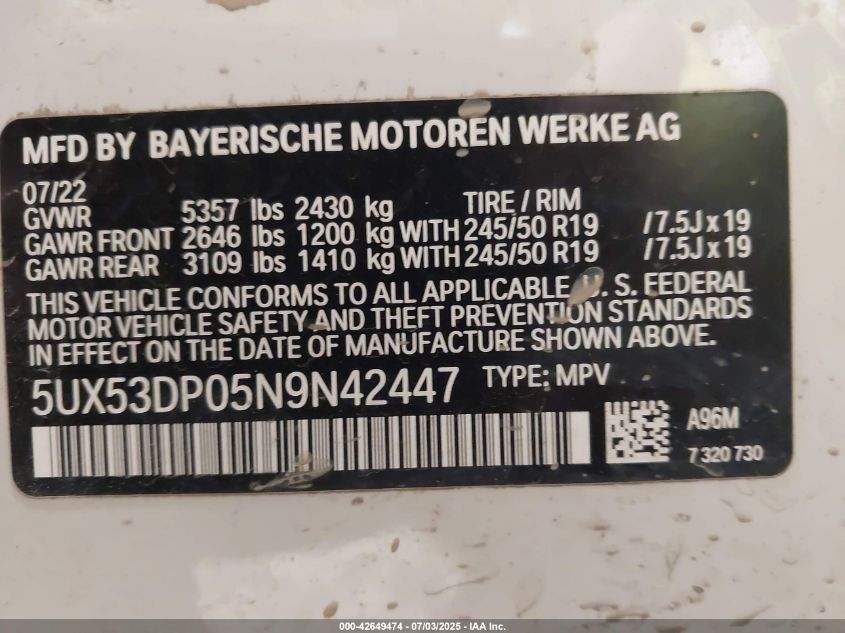 MFD BY BAYERISCHE MOTOREN WERKE AG
07/22
GVWR 5357 lbs 2430 kg TIRE / RIM
GAWR FRONT 2646 lbs 1200 kg WITH 245/50 R19 /7.5J x 19
GAWR REAR 3109 lbs 1410 kg WITH 245/50 R19 /7.5J x 19
THIS VEHICLE CONFORMS TO ALL APPLICABLE U. S. FEDERAL
MOTOR VEHICLE SAFETY AND THEFT PREVENTION STANDARDS
IN EFFECT ON THE DATE OF MANUFACTURE SHOWN ABOVE.
5UX53DP05N9N42447 TYPE: MPV
A96M
7 320 730
000-42649474 - 07/03/2025 - IAA Inc.